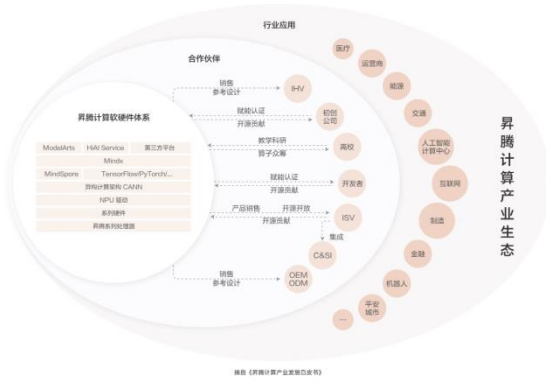 行业应用
合作伙伴
昇腾计算软硬件体系
ModelArts HiAI Service 第三方平台
Mindx
MindSpore TensorFlow/PyTorch/...
异构计算架构 CANN
NPU 驱动
系列硬件
昇腾系列处理器
销售
参考设计
IHV
赋能认证
开源贡献
初创
公司
教学科研
算子众筹
高校
赋能认证
开源贡献
开发者
产品销售 开源开放
开源贡献
ISV
集成
C&SI
销售
参考设计
OEM
ODM
医疗
运营商
能源
交通
人工智能
计算中心
互联网
制造
金融
机器人
平安
城市
...
昇腾计算产业生态
摘自《昇腾计算产业发展白皮书》